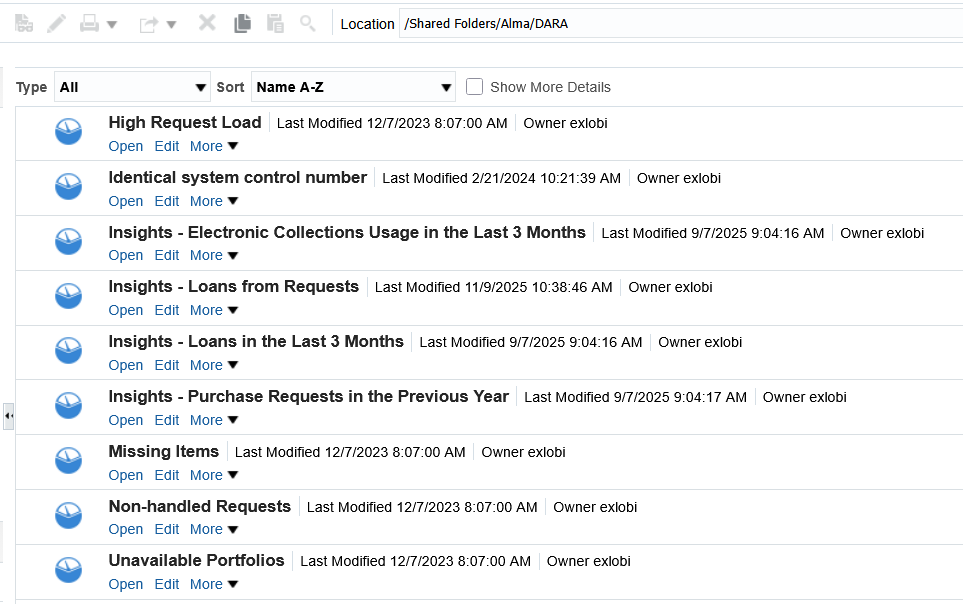 Location /Shared Folders/Alma/DARA
Type All Sort Name A-Z Show More Details
High Request Load Last Modified 12/7/2023 8:07:00 AM Owner exlobi
Open Edit More
Identical system control number Last Modified 2/21/2024 10:21:39 AM Owner exlobi
Open Edit More
Insights - Electronic Collections Usage in the Last 3 Months Last Modified 9/7/2025 9:04:16 AM Owner exlobi
Open Edit More
Insights - Loans from Requests Last Modified 11/9/2025 10:38:46 AM Owner exlobi
Open Edit More
Insights - Loans in the Last 3 Months Last Modified 9/7/2025 9:04:16 AM Owner exlobi
Open Edit More
Insights - Purchase Requests in the Previous Year Last Modified 9/7/2025 9:04:17 AM Owner exlobi
Open Edit More
Missing Items Last Modified 12/7/2023 8:07:00 AM Owner exlobi
Open Edit More
Non-handled Requests Last Modified 12/7/2023 8:07:00 AM Owner exlobi
Open Edit More
Unavailable Portfolios Last Modified 12/7/2023 8:07:00 AM Owner exlobi
Open Edit More